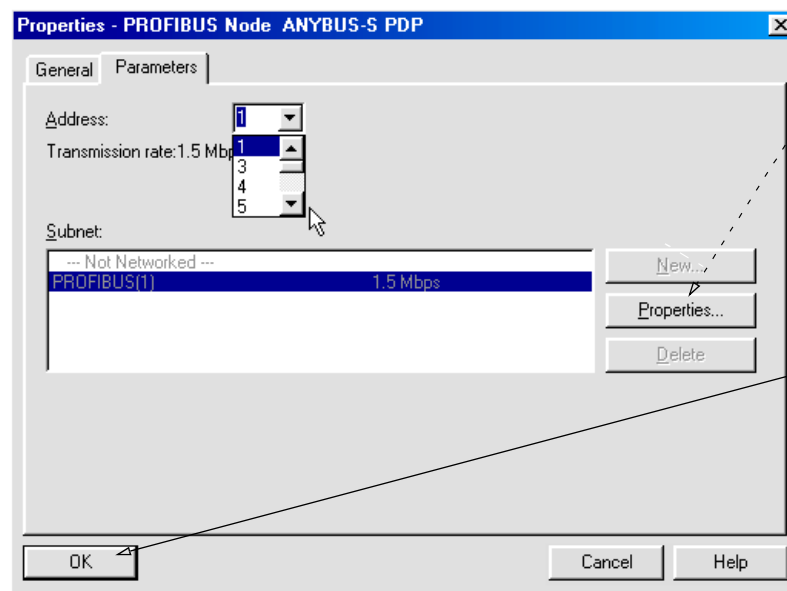 Properties - PROFIBUS Node ANYBUS-S PDP
General Parameters
Address: 1
Transmission rate:1.5 Mbp
1
3
4
5
Subnet:
--- Not Networked ---
PROFIBUS(1) 1.5 Mbps
New...
Properties...
Delete
OK Cancel Help